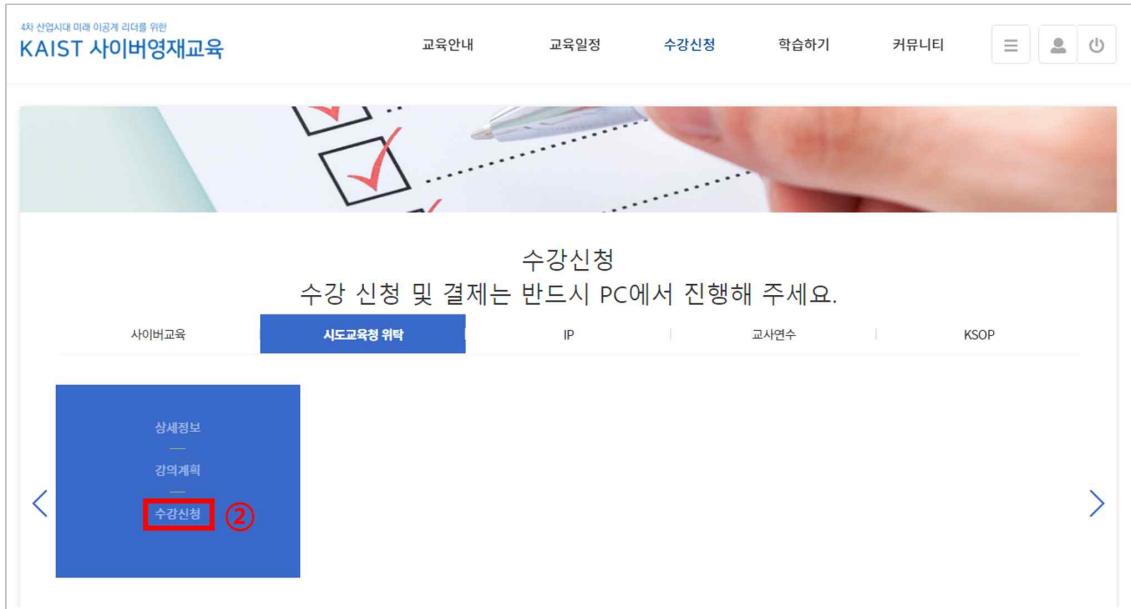 4차 산업시대 미래 이공계 리더를 위한
KAIST 사이버영재교육
교육안내 교육일정 수강신청 학습하기 커뮤니티
수강신청
수강 신청 및 결제는 반드시 PC에서 진행해 주세요.
사이버교육 시도교육청 위탁 IP 교사연수 KSOP
상세정보
강의계획
수강신청 ②